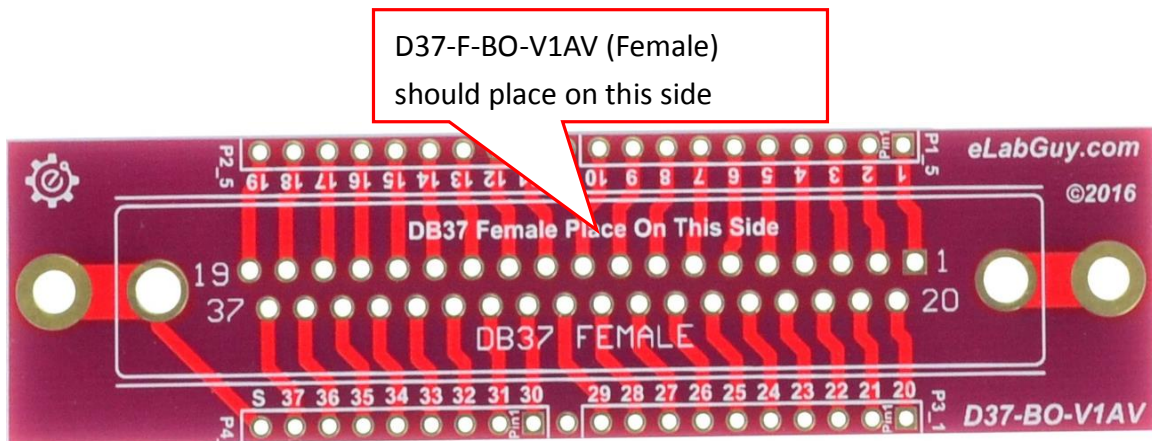 D37-F-BO-V1AV (Female)
should place on this side
P2_5
Pin1
P1_5
eLabGuy.com
19 18 17 16 15 14 13 12 10 9 8 7 6 5 4 3 2 1
©2016
DB37 Female Place On This Side
19
1
37
20
DB37 FEMALE
S 37 36 35 34 33 32 31 30 29 28 27 26 25 24 23 22 21 20
P4_
Pin1
Pin1
P3_1
D37-BO-V1AV